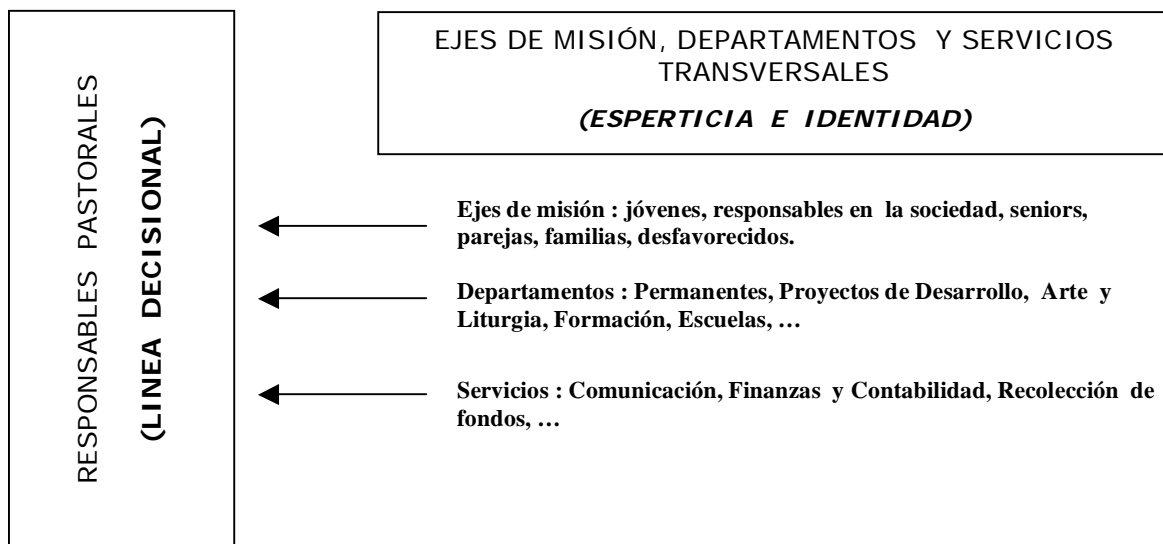 RESPONSABLES PASTORALES
(LINEA DECISIONAL)
EJES DE MISIÓN, DEPARTAMENTOS Y SERVICIOS
TRANSVERSALES
(ESPERTICIA E IDENTIDAD)
Ejes de misión : jóvenes, responsables en la sociedad, seniors,
parejas, familias, desfavorecidos.
Departamentos : Permanentes, Proyectos de Desarrollo, Arte y
Liturgia, Formación, Escuelas, …
Servicios : Comunicación, Finanzas y Contabilidad, Recolección de
fondos, …